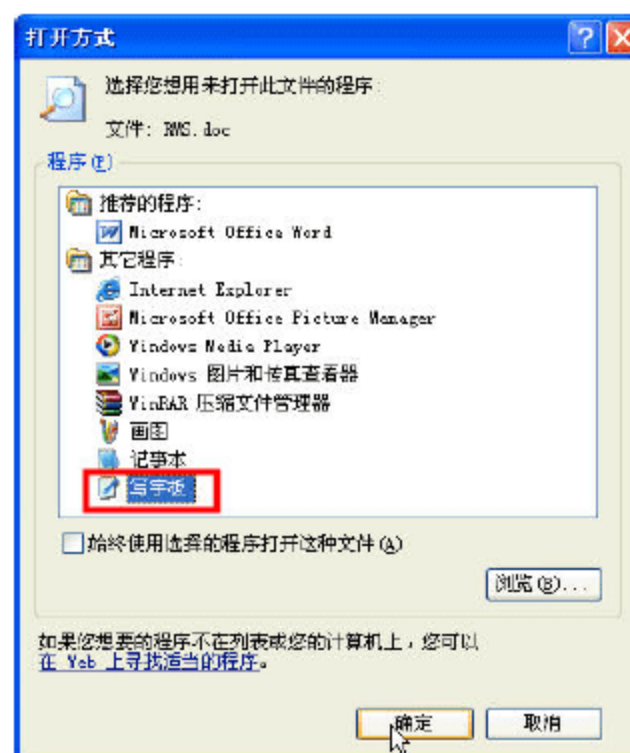 打开方式
选择您想用来打开此文件的程序:
文件: RMS.doc
程序(P)
推荐的程序:
Microsoft Office Word
其它程序:
Internet Explorer
Microsoft Office Picture Manager
Windows Media Player
Windows 图片和传真查看器
WinRAR 压缩文件管理器
画图
记事本
写字板
始终使用选择的程序打开这种文件(A)
浏览(B)...
如果您想要的程序不在列表或您的计算机上，您可以
在 Web 上寻找适当的程序。
确定 取消